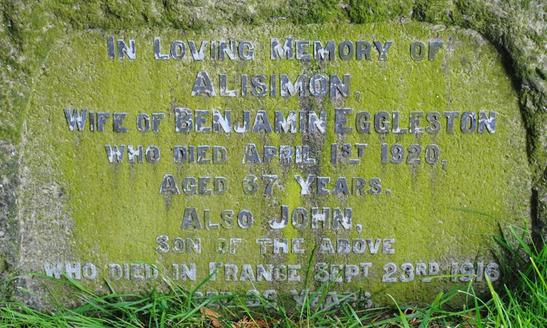 IN LOVING MEMORY OF
ALISIMON,
WIFE OF BENJAMIN EGGLESTON
WHO DIED APRIL 1ST 1920,
AGED 67 YEARS.
ALSO JOHN,
SON OF THE ABOVE
WHO DIED IN FRANCE SEPT 23RD 1916
YEARS